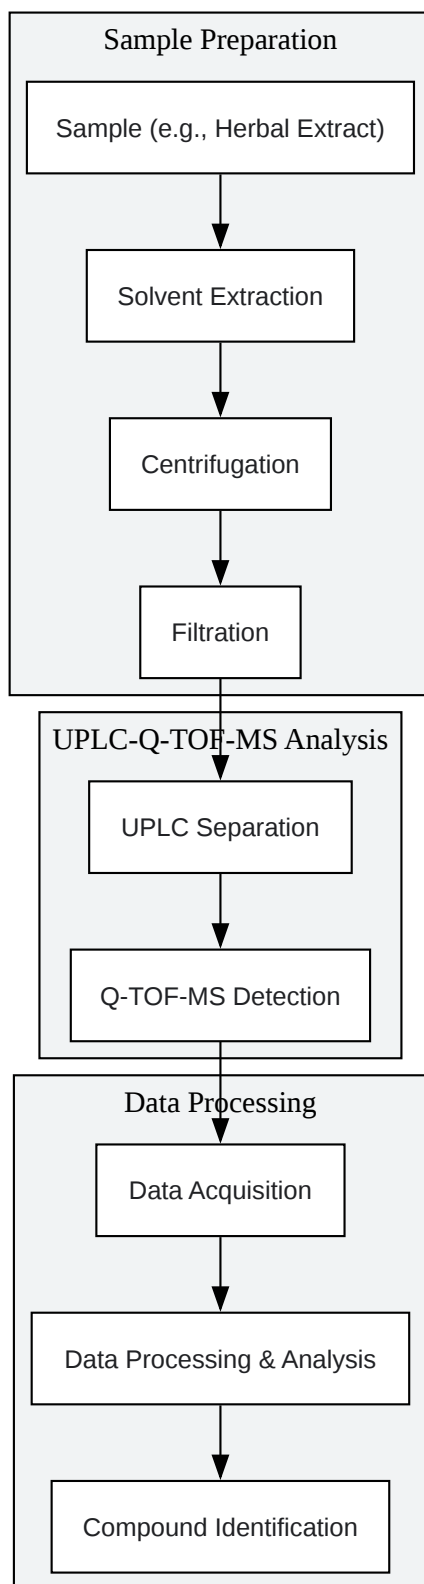 Sample Preparation
Sample (e.g., Herbal Extract)
Solvent Extraction
Centrifugation
Filtration
UPLC-Q-TOF-MS Analysis
UPLC Separation
Q-TOF-MS Detection
Data Processing
Data Acquisition
Data Processing & Analysis
Compound Identification